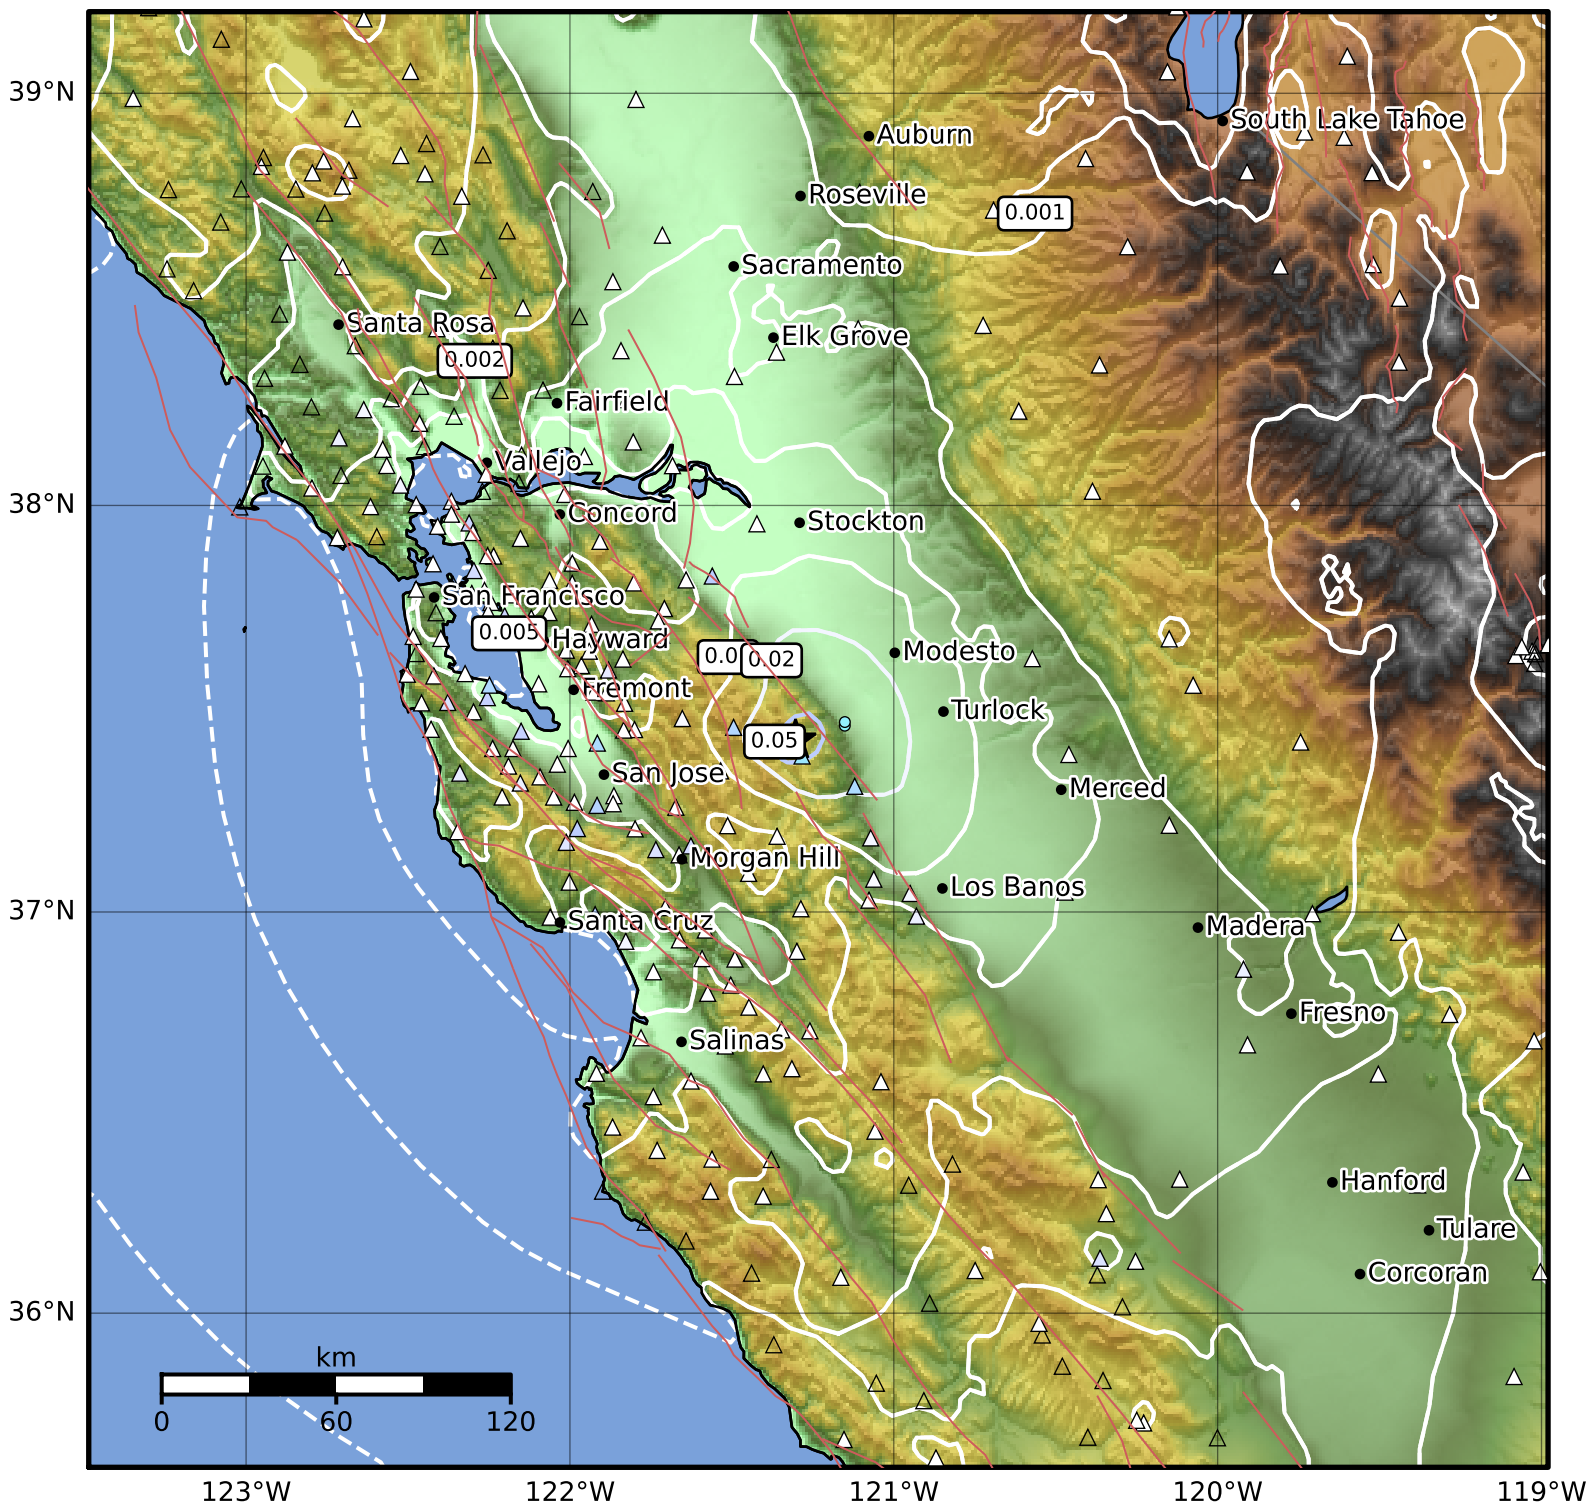 39°N
38°N
37°N
36°N
Auburn
South Lake Tahoe
Roseville
0.001
Sacramento
Santa Rosa
Elk Grove
0.002
Fairfield
Vallejo
Concord
Stockton
San Francisco
0.005
Hayward
0.0
0.02
Modesto
Fremont
Turlock
0.05
San Jose
Merced
Morgan Hill
Los Banos
Santa Cruz
Madera
Fresno
Salinas
Hanford
Tulare
Corcoran
km
0 60 120
123°W 122°W 121°W 120°W 119°W